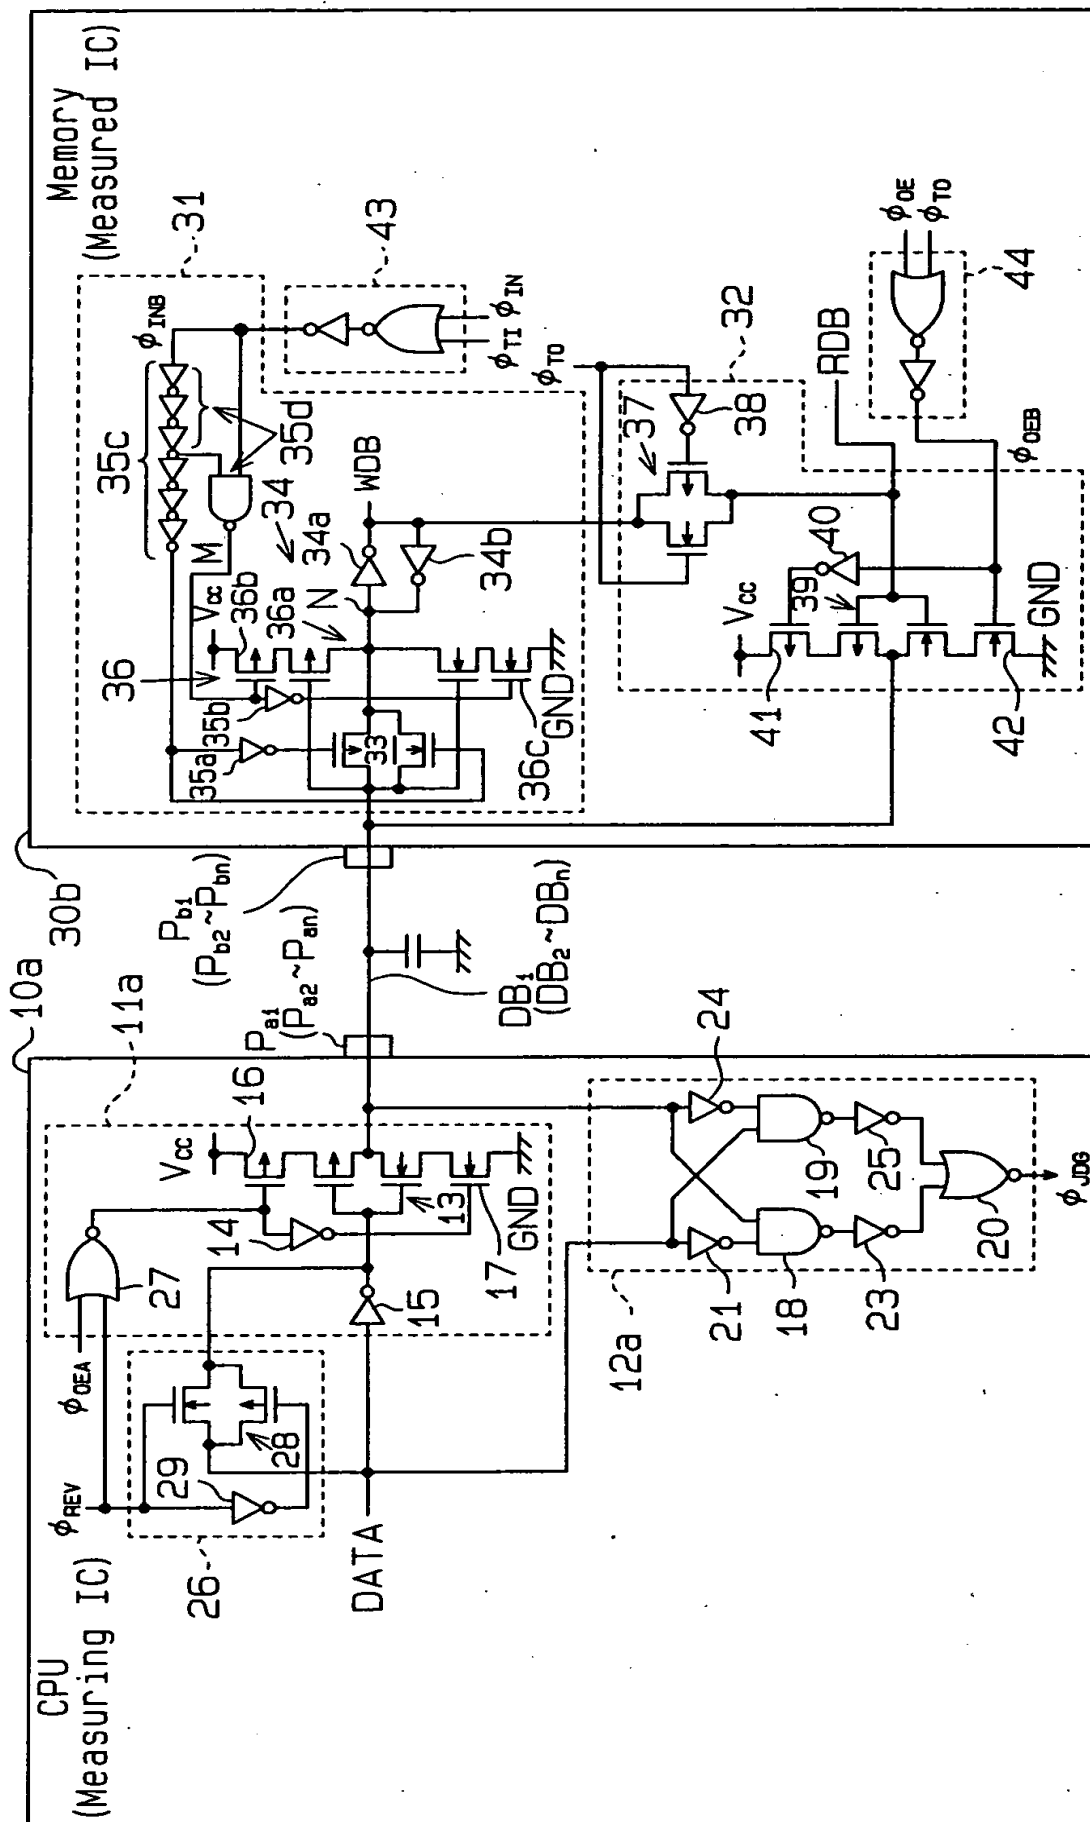 CPU
(Measuring IC)
10a
11a
ϕREV
ϕOEA
27
26
29
28
DATA
15
14
Vcc
16
13
17
GND
Pa1
(Pa2~Pan)
12a
21
24
18
19
23
25
20
ϕJDG
DB1
(DB2~DBn)
Pb1
(Pb2~Pbn)
30b
Memory
(Measured IC)
31
35C
ϕINB
35d
M
36
Vcc
36b
36a
34
N
34a
34b
WDB
35a
35b
33
36C
GND
43
ϕTI
ϕIN
ϕTO
37
38
32
RDB
Vcc
41
39
40
42
GND
ϕOEB
44
ϕOE
ϕTO